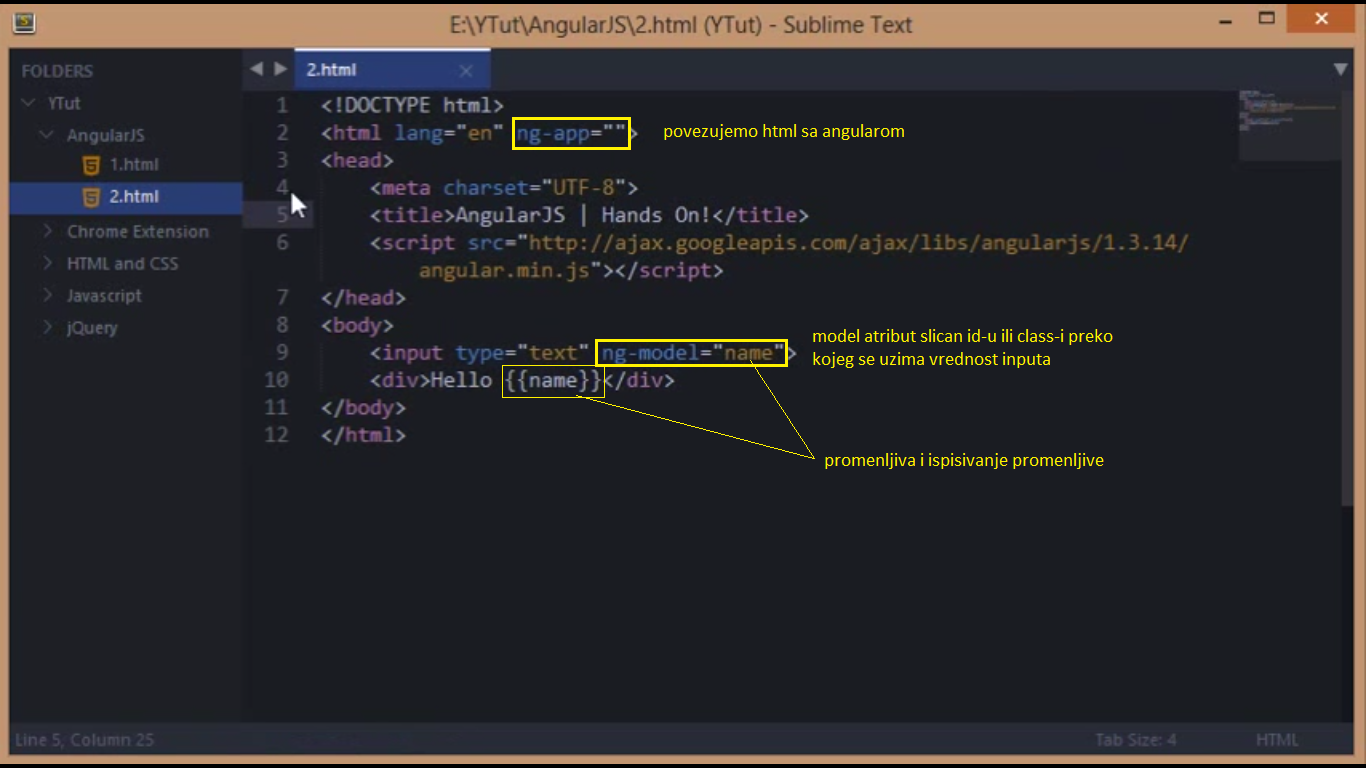 E:\YTut\AngularJS\2.html (YTut) - Sublime Text
FOLDERS
YTut
AngularJS
1.html
2.html
Chrome Extension
HTML and CSS
Javascript
jQuery
2.html
1 <!DOCTYPE html>
2 <html lang="en" ng-app=""> povezujemo html sa angularom
3 <head>
4 <meta charset="UTF-8">
5 <title>AngularJS | Hands On!</title>
6 <script src="http://ajax.googleapis.com/ajax/libs/angularjs/1.3.14/
angular.min.js"></script>
7 </head>
8 <body>
9 <input type="text" ng-model="name">
model atribut slican id-u ili class-i preko
kojeg se uzima vrednost inputa
10 <div>Hello {{name}}</div>
11 </body>
12 </html>
promenljiva i ispisivanje promenljive
Line 5, Column 25
Tab Size: 4
HTML